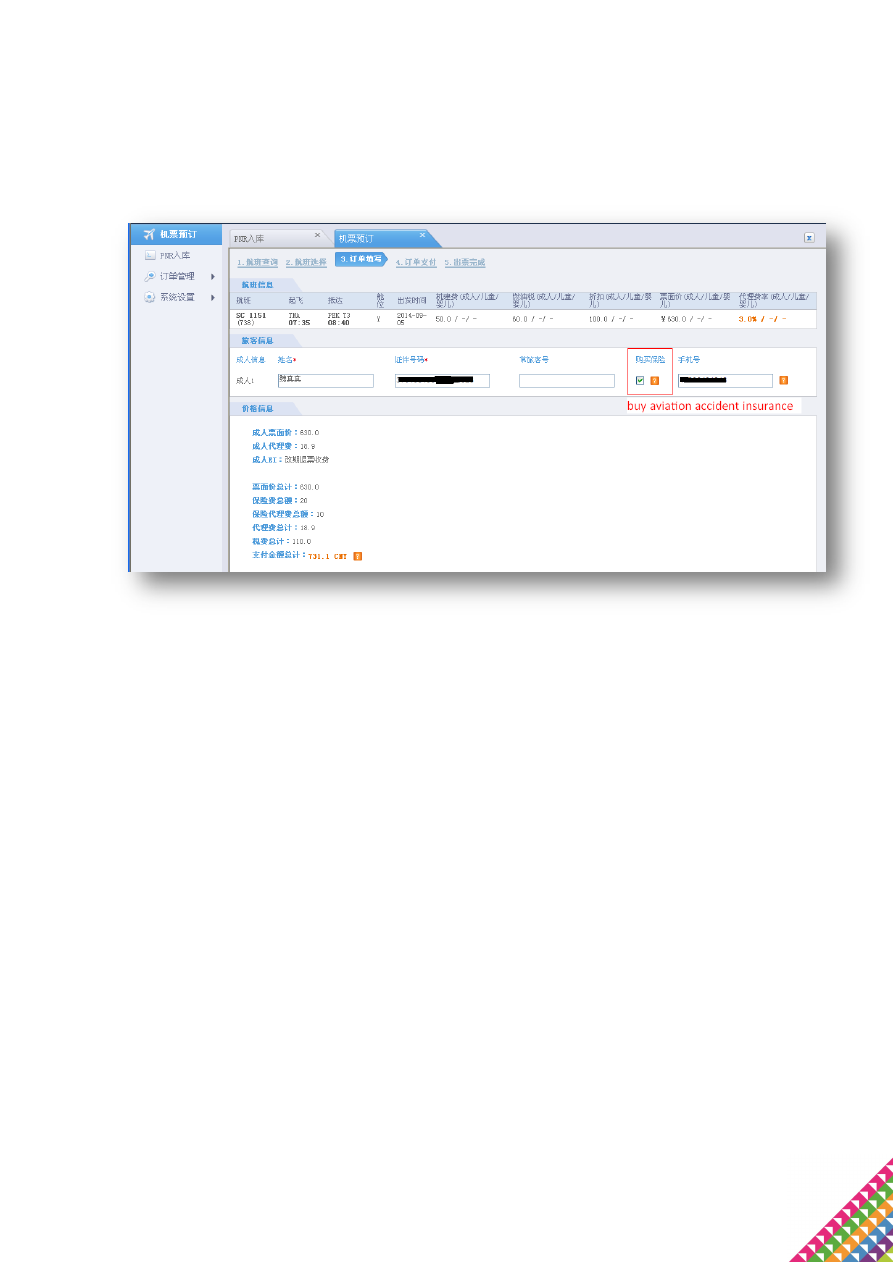 机票预订
PNR入库
订单管理
系统设置
PNR入库 机票预订
1.航班查询 2.航班选择 3.订单填写 4.订单支付 5.出票完成
航班信息
航班 起飞 抵达 舱位 出发时间 机建费(成人/儿童/婴儿) 燃油税(成人/儿童/婴儿) 折扣(成人/儿童/婴儿) 票面价(成人/儿童/婴儿) 代理费率(成人/儿童/婴儿)
SC 1151 (738) TNA 07:35 PEK T3 08:40 Y 2014-09-05 50.0 / -/ - 60.0 / -/ - 100.0 / -/ - ¥630.0 / -/ - 3.0% / -/ -
旅客信息
成人信息 姓名* 证件号码* 常旅客号 购买保险 手机号
成人1 真真
buy aviation accident insurance
价格信息
成人票面价：630.0
成人代理费：18.9
成人EI：改期退票收费
票面价总计：630.0
保险费总额：20
保险代理费总额：10
代理费总计：18.9
税费总计：110.0
支付金额总计：731.1 CNY